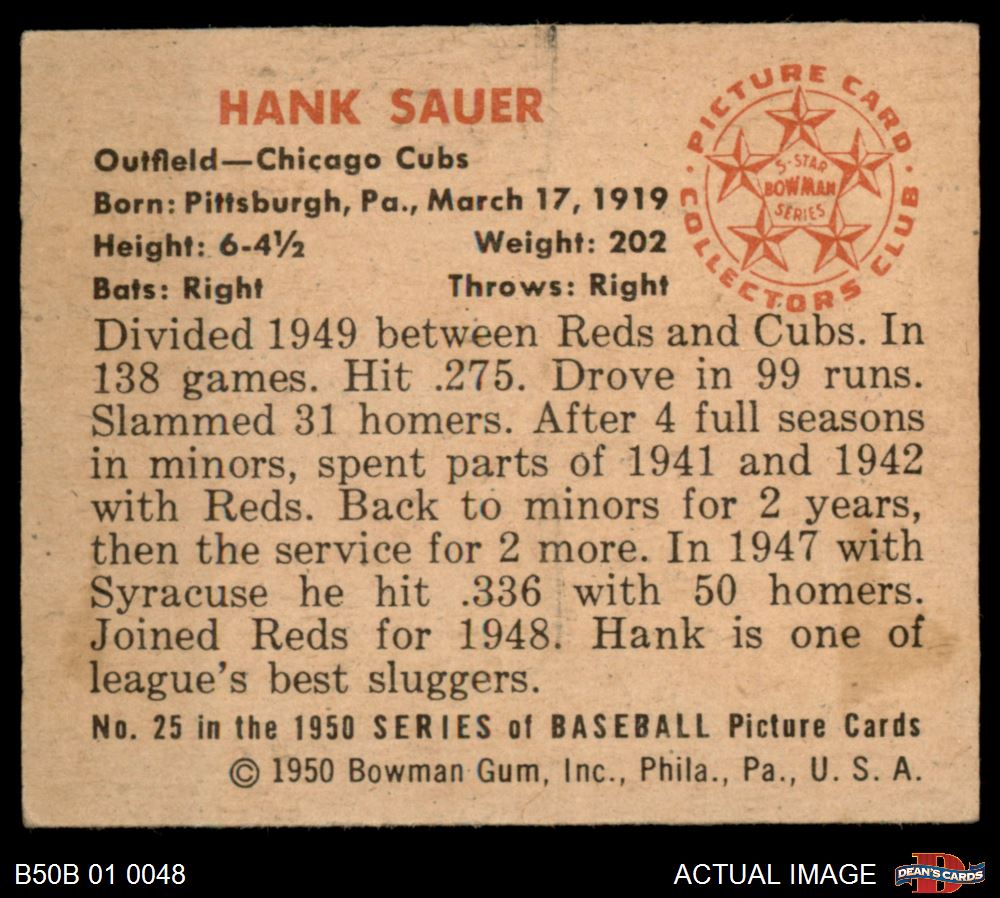 HANK SAUER
Outfield—Chicago Cubs
Born: Pittsburgh, Pa., March 17, 1919
Height: 6-4½ Weight: 202
Bats: Right Throws: Right
PICTURE CARD COLLECTORS CLUB
5-STAR
BOWMAN
SERIES
Divided 1949 between Reds and Cubs. In
138 games. Hit .275. Drove in 99 runs.
Slammed 31 homers. After 4 full seasons
in minors, spent parts of 1941 and 1942
with Reds. Back to minors for 2 years,
then the service for 2 more. In 1947 with
Syracuse he hit .336 with 50 homers.
Joined Reds for 1948. Hank is one of
league's best sluggers.
No. 25 in the 1950 SERIES of BASEBALL Picture Cards
© 1950 Bowman Gum, Inc., Phila., Pa., U. S. A.
B50B 01 0048 ACTUAL IMAGE
D
DEAN'S CARDS